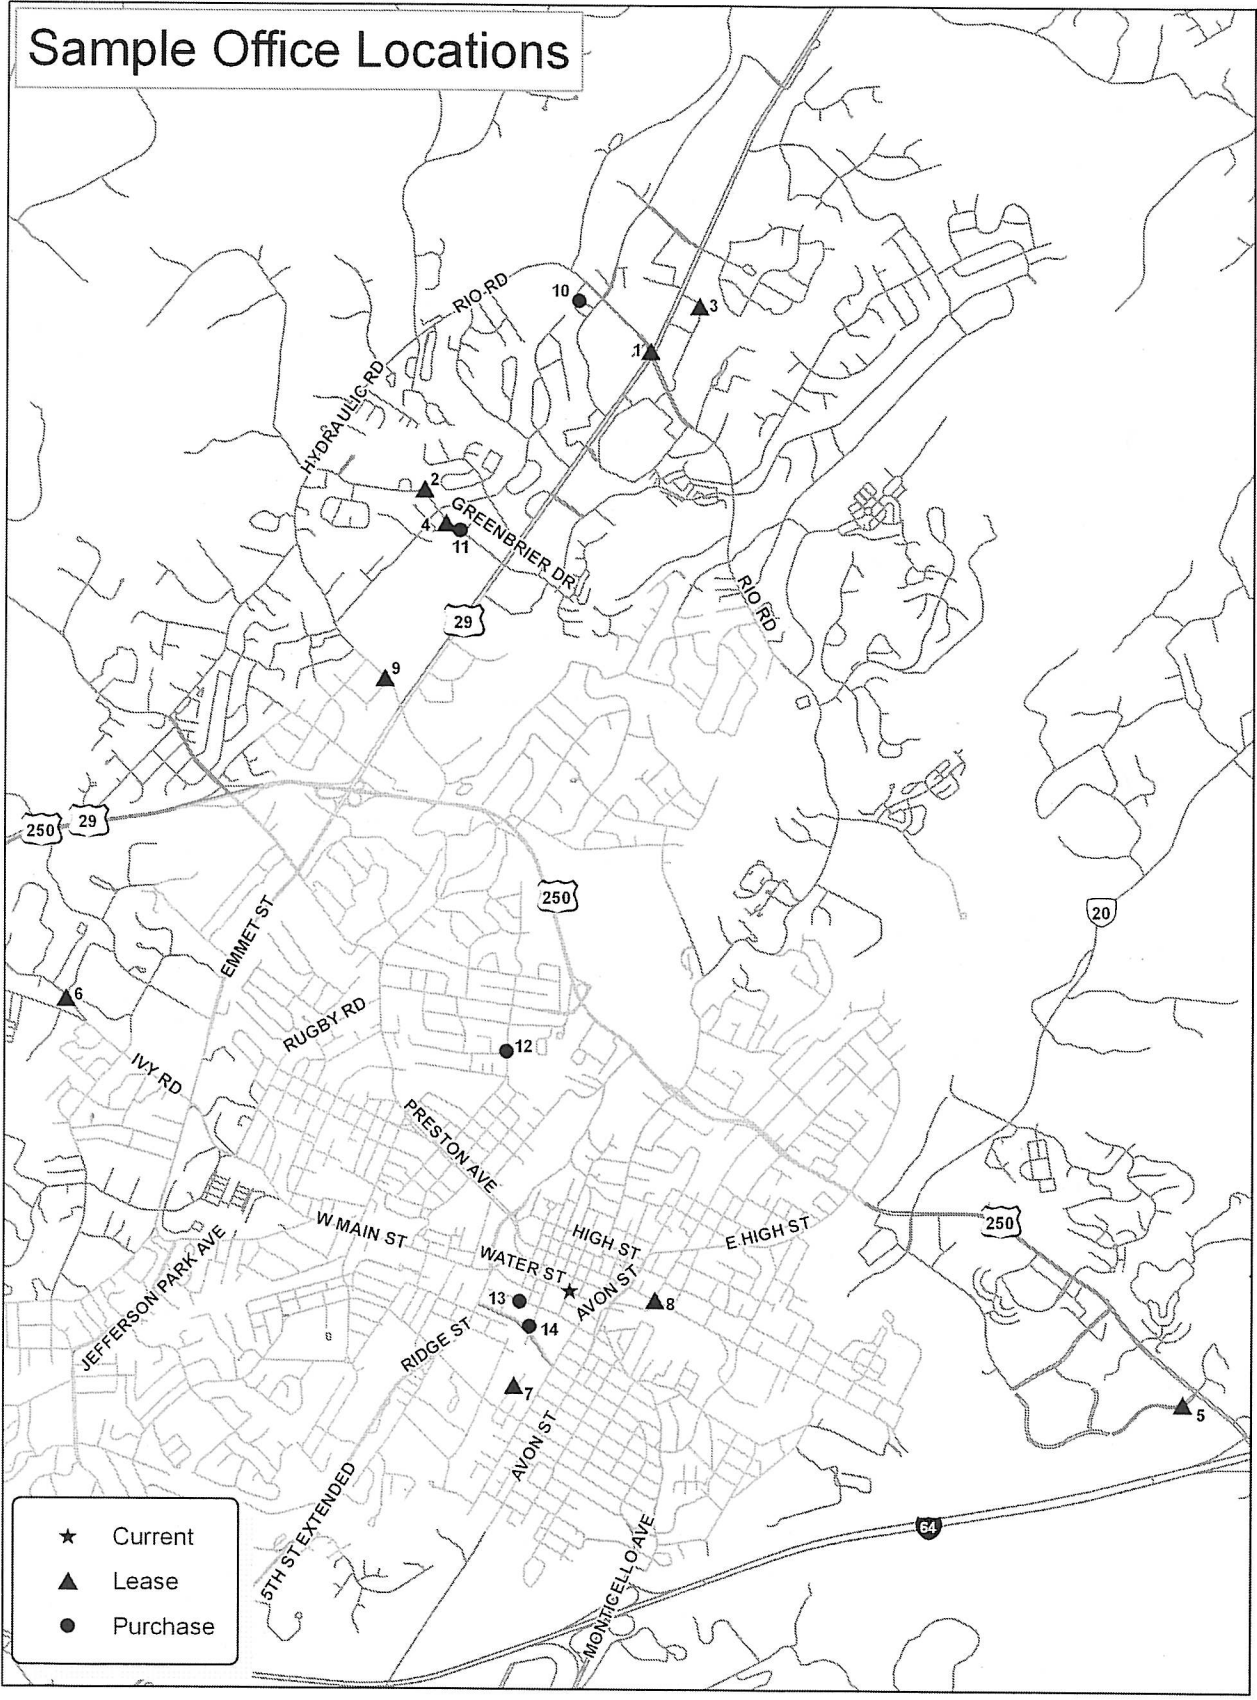 Sample Office Locations
RIO RD
10
3
1
HYDRAULIC RD
2
GREENBRIER DR
4
11
29
RIO RD
9
250
29
250
20
EMMET ST
6
RUGBY RD
12
IVY RD
PRESTON AVE
W MAIN ST
HIGH ST
E HIGH ST
250
WATER ST
JEFFERSON PARK AVE
AVON ST
13
8
14
RIDGE ST
7
5
AVON ST
5TH ST EXTENDED
64
MONTICELLO AVE
Current
Lease
Purchase